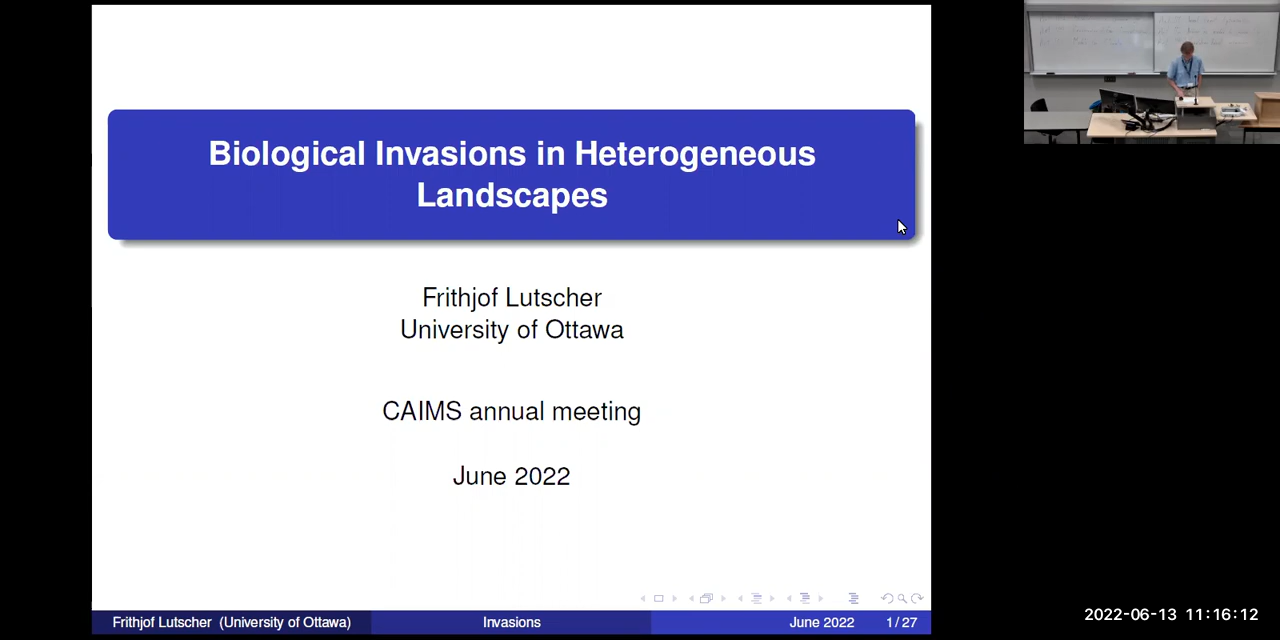 Biological Invasions in Heterogeneous
Landscapes
Frithjof Lutscher
University of Ottawa
CAIMS annual meeting
June 2022
Frithjof Lutscher (University of Ottawa) Invasions June 2022 1 / 27
2022-06-13 11:16:12